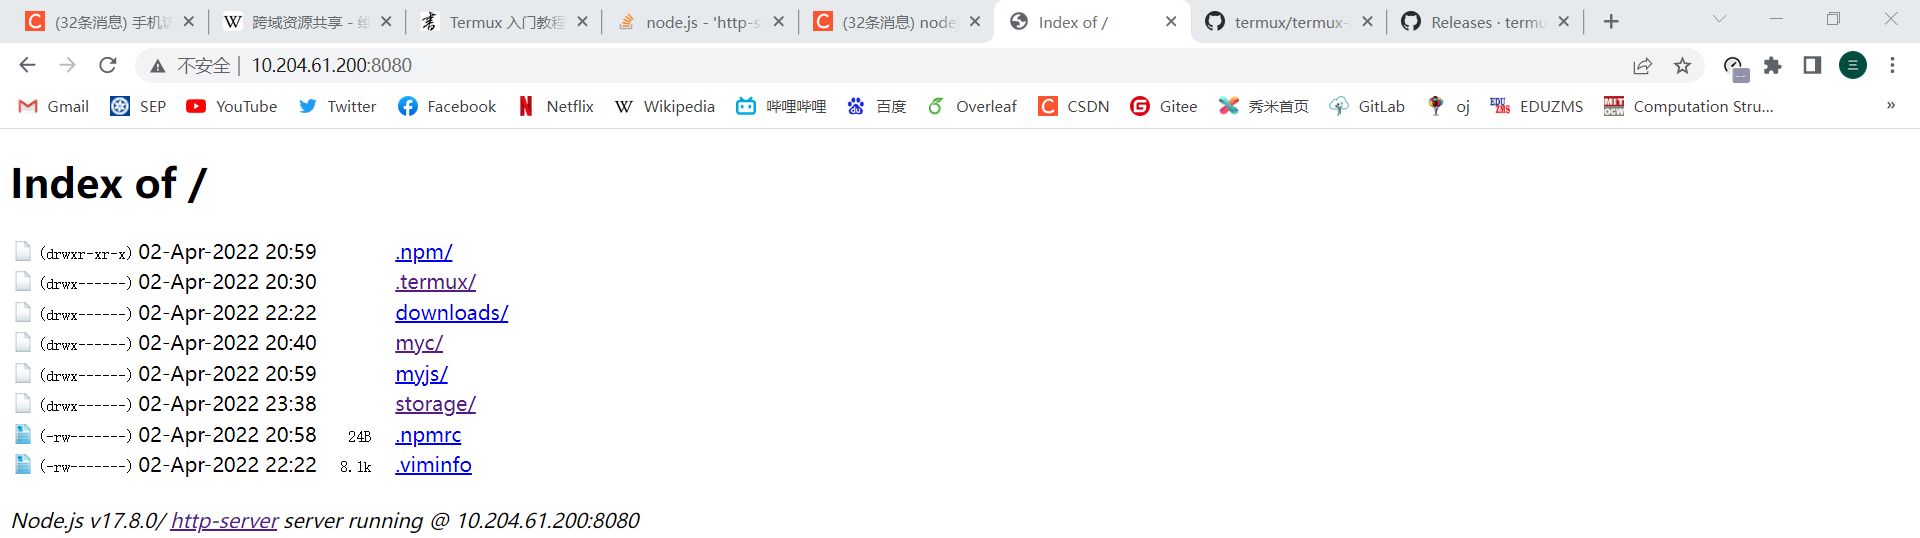 (32条消息) 手机访
跨域资源共享 - 维
Termux 入门教程
node.js - 'http-s
(32条消息) node
Index of /
termux/termux-
Releases · termu
不安全 | 10.204.61.200:8080
三
Gmail
SEP
YouTube
Twitter
Facebook
Netflix
Wikipedia
哔哩哔哩
百度
Overleaf
CSDN
Gitee
秀米首页
GitLab
oj
EDUZMS
Computation Stru...
»
Index of /
(drwxr-xr-x) 02-Apr-2022 20:59 .npm/
(drwx------) 02-Apr-2022 20:30 .termux/
(drwx------) 02-Apr-2022 22:22 downloads/
(drwx------) 02-Apr-2022 20:40 myc/
(drwx------) 02-Apr-2022 20:59 myjs/
(drwx------) 02-Apr-2022 23:38 storage/
(-rw-------) 02-Apr-2022 20:58 24B .npmrc
(-rw-------) 02-Apr-2022 22:22 8.1k .viminfo
Node.js v17.8.0/ http-server server running @ 10.204.61.200:8080